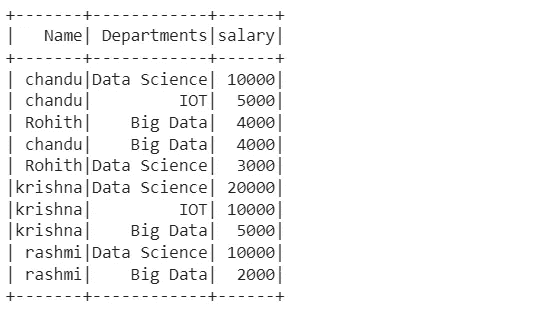 +-------+------------+------+
|   Name| Departments|salary|
+-------+------------+------+
| chandu|Data Science| 10000|
| chandu|         IOT|  5000|
| Rohith|    Big Data|  4000|
| chandu|    Big Data|  4000|
| Rohith|Data Science|  3000|
|krishna|Data Science| 20000|
|krishna|         IOT| 10000|
|krishna|    Big Data|  5000|
| rashmi|Data Science| 10000|
| rashmi|    Big Data|  2000|
+-------+------------+------+